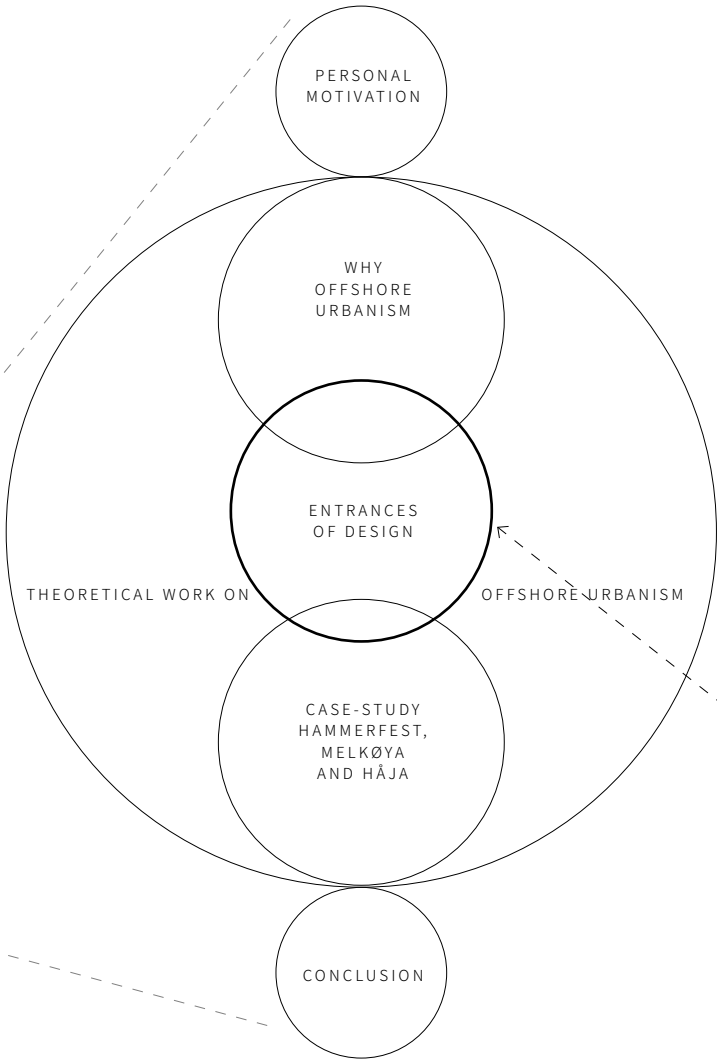 PERSONAL
MOTIVATION
WHY
OFFSHORE
URBANISM
ENTRANCES
OF DESIGN
THEORETICAL WORK ON
OFFSHORE URBANISM
CASE-STUDY
HAMMERFEST,
MELKØYA
AND HÅJA
CONCLUSION